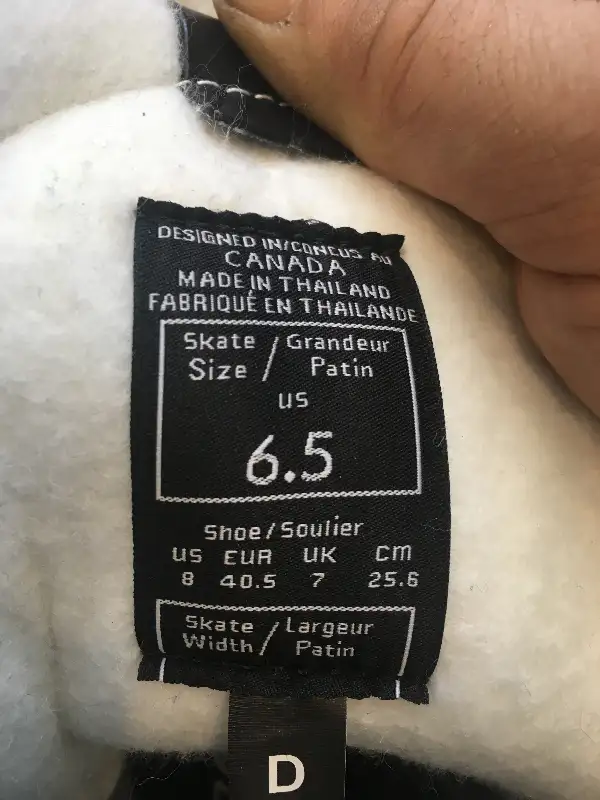 DESIGNED IN/CONCUS AU
CANADA
MADE IN THAILAND
FABRIQUÉ EN THAILANDE
Skate / Grandeur
Size / Patin
US
6.5
Shoe/Soulier
US EUR UK CM
8 40.5 7 25.6
Skate / Largeur
Width / Patin
D